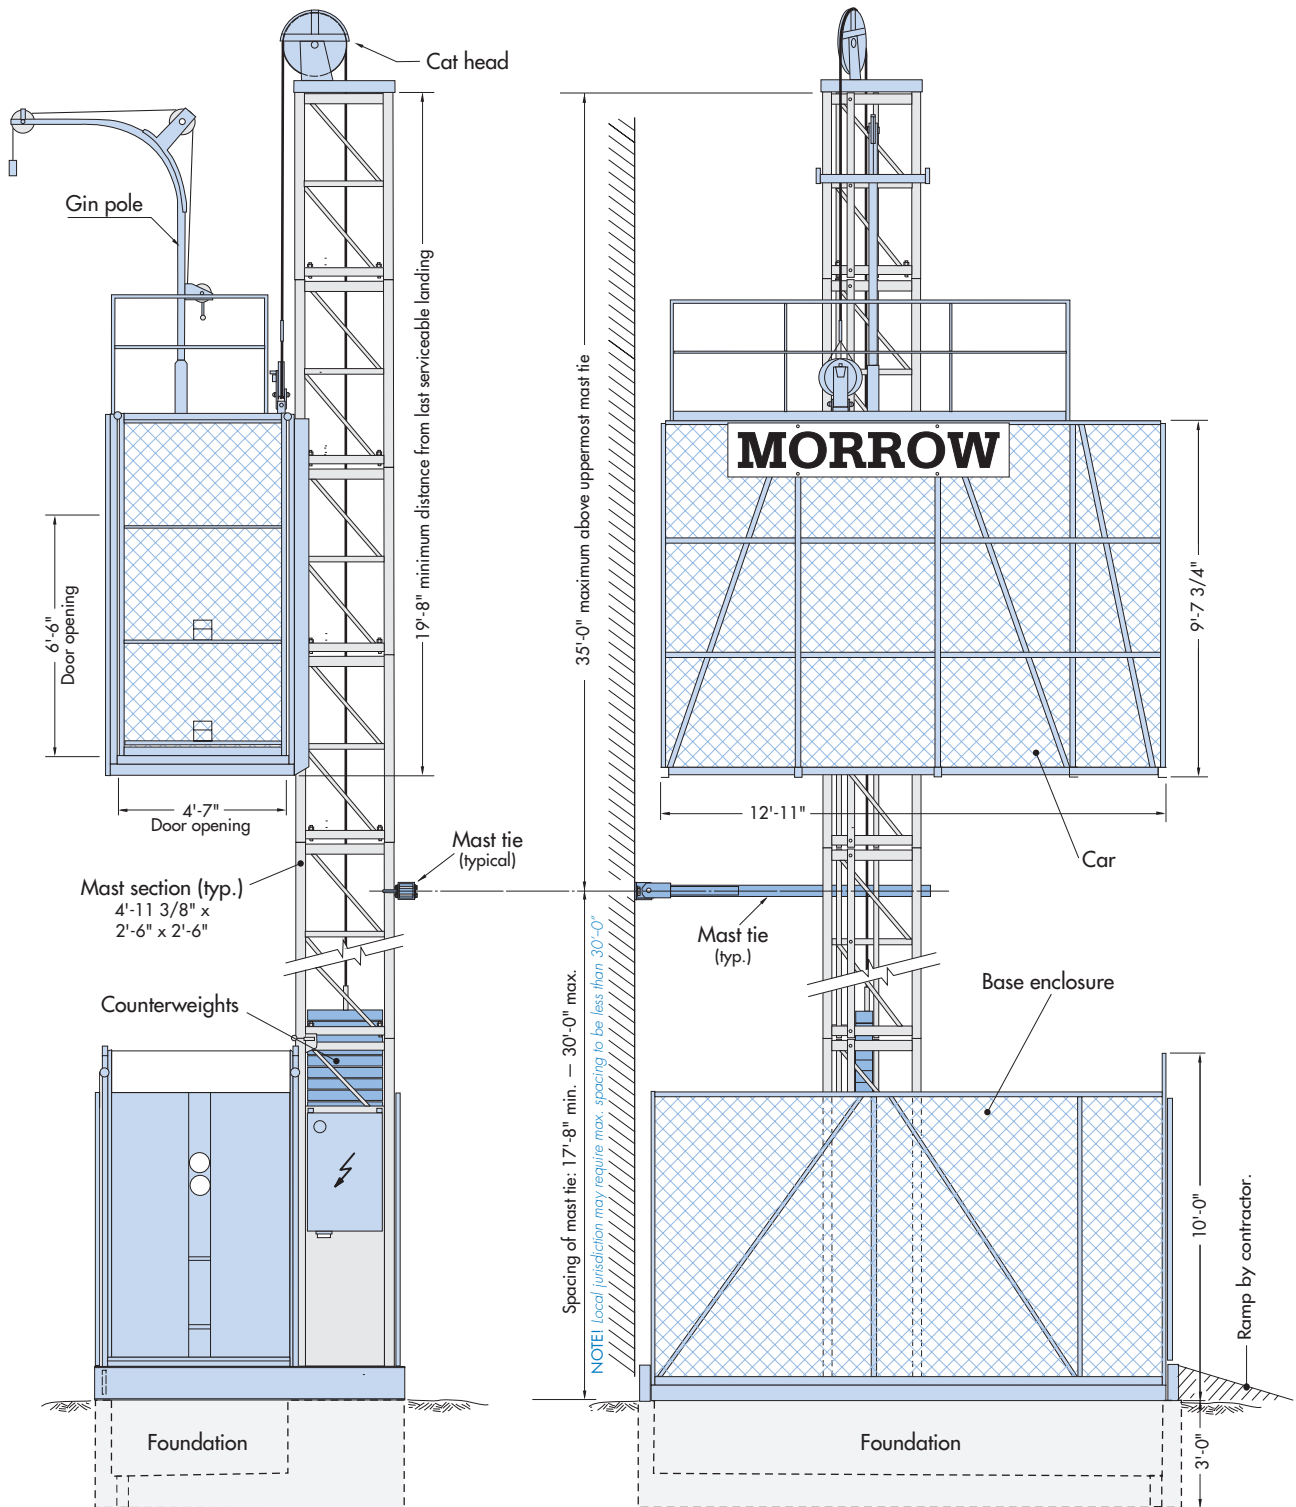 Cat head
Gin pole
19'-8" minimum distance from last serviceable landing
35'-0" maximum above uppermost mast tie
MORROW
6'-6"
Door opening
9'-7 3/4"
4'-7"
Door opening
12'-11"
Mast tie
(typical)
Car
Mast section (typ.)
4'-11 3/8" x
2'-6" x 2'-6"
Mast tie
(typ.)
Counterweights
Base enclosure
Spacing of mast tie: 17'-8" min. – 30'-0" max.
NOTE! Local jurisdiction may require max. spacing to be less than 30'-0"
10'-0"
Ramp by contractor.
Foundation
Foundation
3'-0"